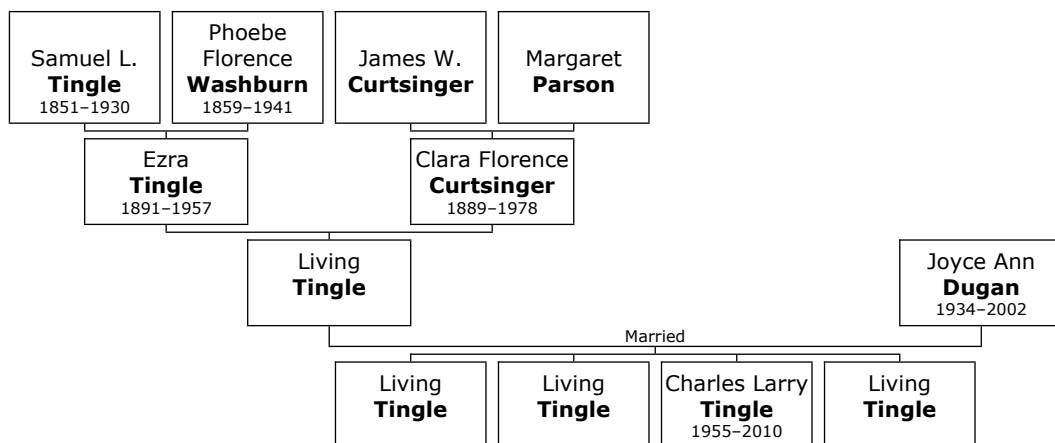 Samuel L.
Tingle
1851–1930
Phoebe
Florence
Washburn
1859–1941
James W.
Curtsinger
Margaret
Parson
Ezra
Tingle
1891–1957
Clara Florence
Curtsinger
1889–1978
Living
Tingle
Joyce Ann
Dugan
1934–2002
Married
Living
Tingle
Living
Tingle
Charles Larry
Tingle
1955–2010
Living
Tingle